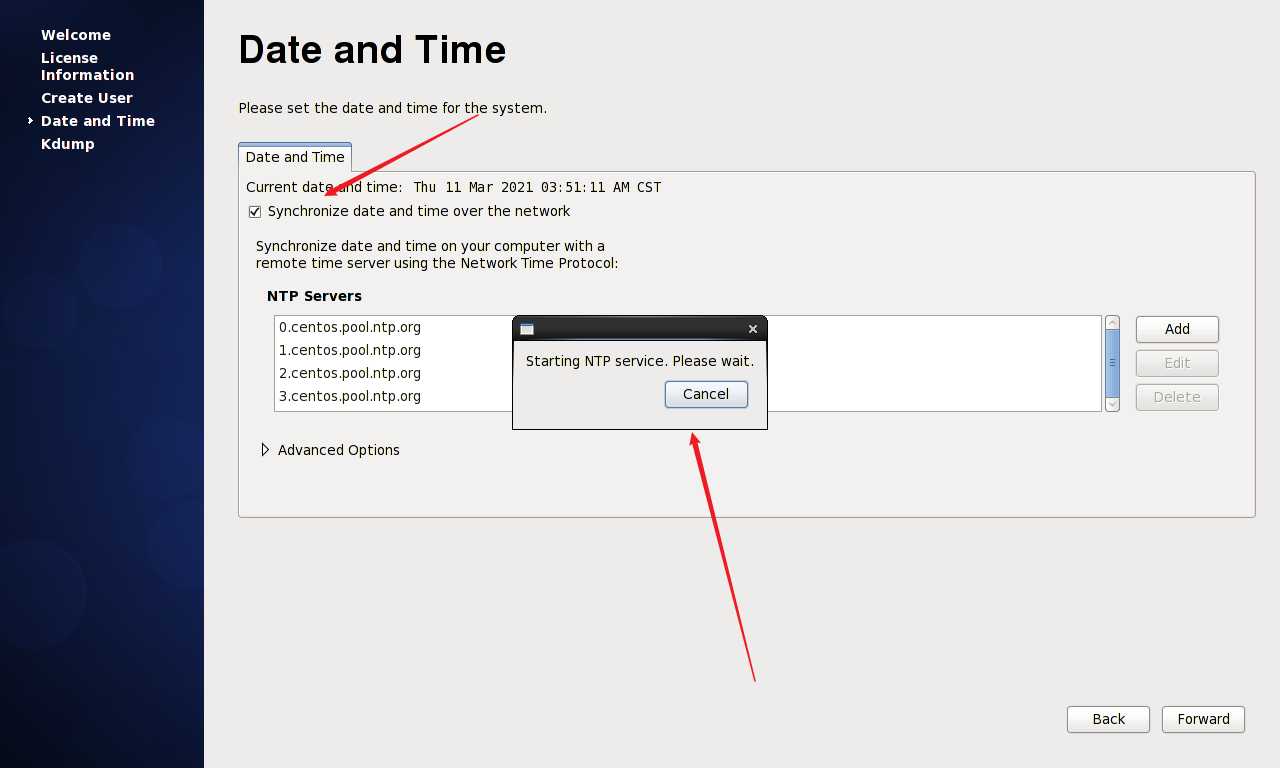 Welcome
License
Information
Create User
Date and Time
Kdump
Date and Time
Please set the date and time for the system.
Date and Time
Current date and time: Thu 11 Mar 2021 03:51:11 AM CST
Synchronize date and time over the network
Synchronize date and time on your computer with a
remote time server using the Network Time Protocol:
NTP Servers
0.centos.pool.ntp.org
1.centos.pool.ntp.org
2.centos.pool.ntp.org
3.centos.pool.ntp.org
Add
Edit
Delete
Starting NTP service. Please wait.
Cancel
Advanced Options
Back
Forward